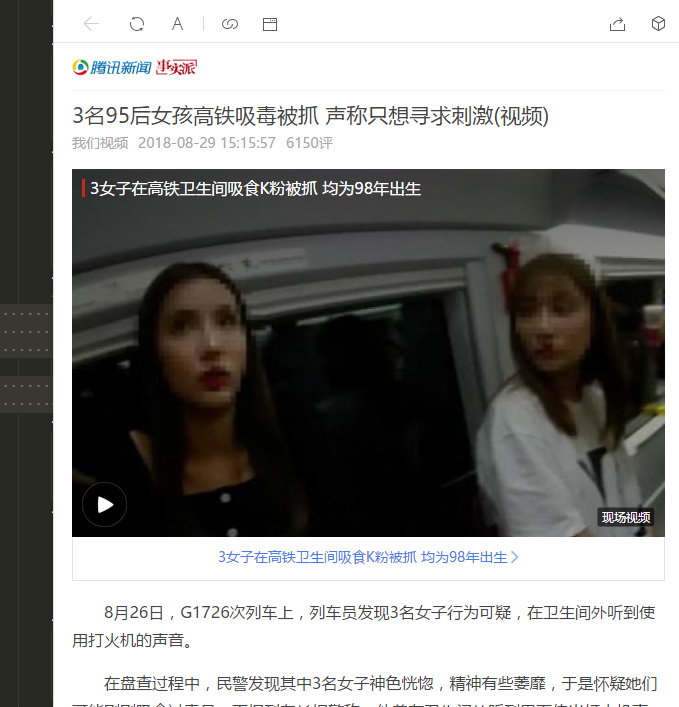 腾讯新闻 事实派
3名95后女孩高铁吸毒被抓 声称只想寻求刺激(视频)
我们视频 2018-08-29 15:15:57 6150评
3女子在高铁卫生间吸食K粉被抓 均为98年出生
现场视频
3女子在高铁卫生间吸食K粉被抓 均为98年出生
8月26日，G1726次列车上，列车员发现3名女子行为可疑，在卫生间外听到使
用打火机的声音。
在盘查过程中，民警发现其中3名女子神色恍惚，精神有些萎靡，于是怀疑她们